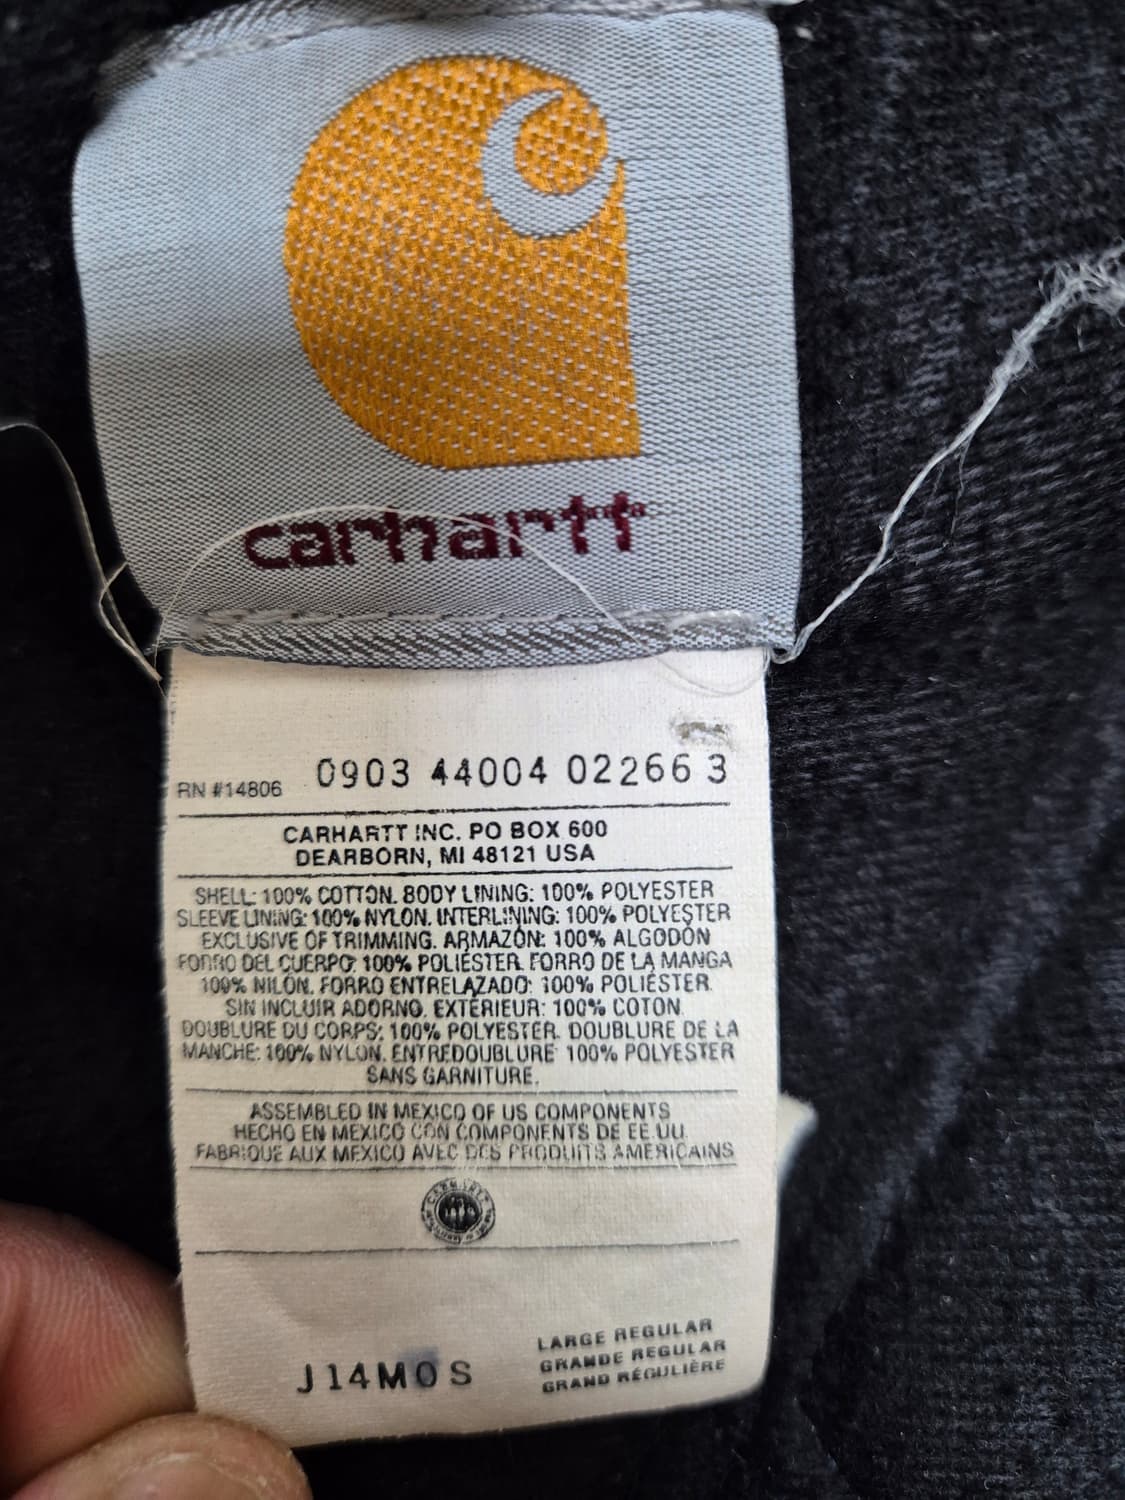 carhartt
RN #14806 0903 44004 02266 3
CARHARTT INC. PO BOX 600
DEARBORN, MI 48121 USA
SHELL: 100% COTTON. BODY LINING: 100% POLYESTER
SLEEVE LINING: 100% NYLON. INTERLINING: 100% POLYESTER
EXCLUSIVE OF TRIMMING. ARMAZÓN: 100% ALGODÓN
FORRO DEL CUERPO: 100% POLIÉSTER. FORRO DE LA MANGA
100% NILÓN. FORRO ENTRELAZADO: 100% POLIÉSTER.
SIN INCLUIR ADORNO. EXTÉRIEUR: 100% COTON.
DOUBLURE DU CORPS: 100% POLYESTER. DOUBLURE DE LA
MANCHE: 100% NYLON. ENTREDOUBLURE 100% POLYESTER
SANS GARNITURE.
ASSEMBLED IN MEXICO OF US COMPONENTS
HECHO EN MEXICO CON COMPONENTS DE EE.UU.
FABRIQUE AUX MEXICO AVEC DES PRODUITS AMERICAINS
CARHARTT
LARGE REGULAR
GRANDE REGULAR
J14MOS GRAND RÉGULIÈRE